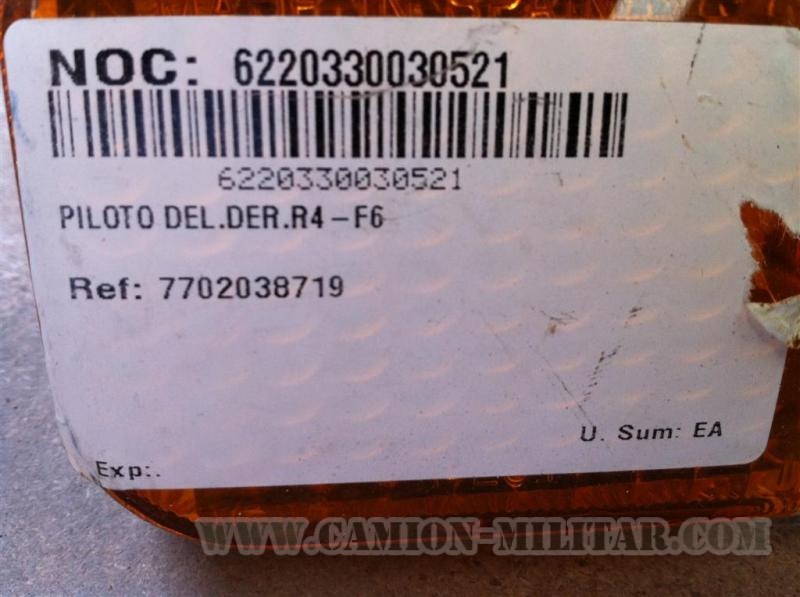 NOC: 6220330030521
6220330030521
PILOTO DEL.DER.R4-F6
Ref: 7702038719
U. Sum: EA
Exp:.
WWW.CAMION-MILITAR.COM